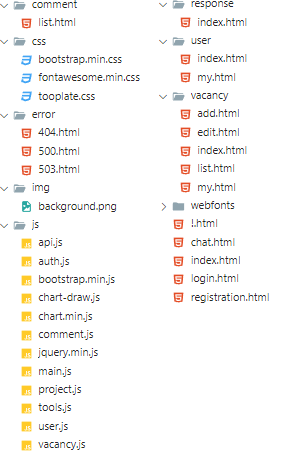 comment
list.html
css
bootstrap.min.css
fontawesome.min.css
tooplate.css
error
404.html
500.html
503.html
img
background.png
js
api.js
auth.js
bootstrap.min.js
chart-draw.js
chart.min.js
comment.js
jquery.min.js
main.js
project.js
tools.js
user.js
vacancy.js
response
index.html
user
index.html
my.html
vacancy
add.html
edit.html
index.html
list.html
my.html
webfonts
!.html
chat.html
index.html
login.html
registration.html